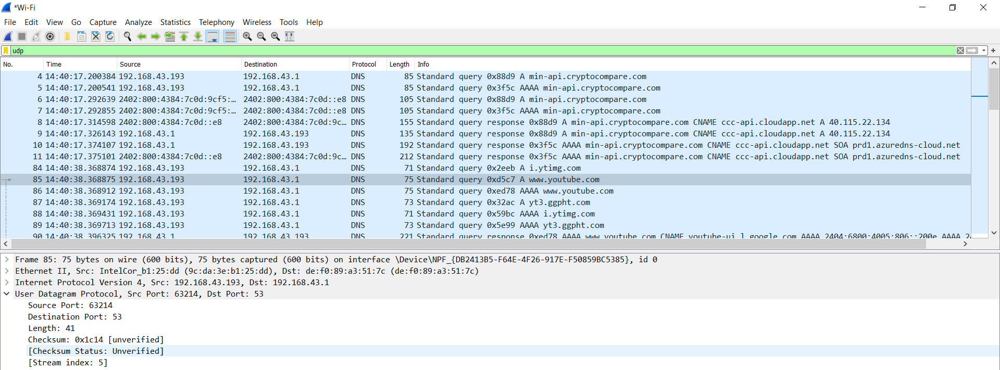 *Wi-Fi
File Edit View Go Capture Analyze Statistics Telephony Wireless Tools Help
udp
No. Time Source Destination Protocol Length Info
4 14:40:17.200384 192.168.43.193 192.168.43.1 DNS 85 Standard query 0x88d9 A min-api.cryptocompare.com
5 14:40:17.200541 192.168.43.193 192.168.43.1 DNS 85 Standard query 0x3f5c AAAA min-api.cryptocompare.com
6 14:40:17.292639 2402:800:4384:7c0d:9cf5:… 2402:800:4384:7c0d::e8 DNS 105 Standard query 0x88d9 A min-api.cryptocompare.com
7 14:40:17.292855 2402:800:4384:7c0d:9cf5:… 2402:800:4384:7c0d::e8 DNS 105 Standard query 0x3f5c AAAA min-api.cryptocompare.com
8 14:40:17.314598 2402:800:4384:7c0d::e8 2402:800:4384:7c0d:9c… DNS 155 Standard query response 0x88d9 A min-api.cryptocompare.com CNAME ccc-api.cloudapp.net A 40.115.22.134
9 14:40:17.326143 192.168.43.1 192.168.43.193 DNS 135 Standard query response 0x88d9 A min-api.cryptocompare.com CNAME ccc-api.cloudapp.net A 40.115.22.134
10 14:40:17.374107 192.168.43.1 192.168.43.193 DNS 192 Standard query response 0x3f5c AAAA min-api.cryptocompare.com CNAME ccc-api.cloudapp.net SOA prd1.azuredns-cloud.net
11 14:40:17.375101 2402:800:4384:7c0d::e8 2402:800:4384:7c0d:9c… DNS 212 Standard query response 0x3f5c AAAA min-api.cryptocompare.com CNAME ccc-api.cloudapp.net SOA prd1.azuredns-cloud.net
84 14:40:38.368874 192.168.43.193 192.168.43.1 DNS 71 Standard query 0x2eeb A i.ytimg.com
85 14:40:38.368875 192.168.43.193 192.168.43.1 DNS 75 Standard query 0xd5c7 A www.youtube.com
86 14:40:38.368912 192.168.43.193 192.168.43.1 DNS 75 Standard query 0xed78 AAAA www.youtube.com
87 14:40:38.369174 192.168.43.193 192.168.43.1 DNS 73 Standard query 0x32ac A yt3.ggpht.com
88 14:40:38.369431 192.168.43.193 192.168.43.1 DNS 71 Standard query 0x59bc AAAA i.ytimg.com
89 14:40:38.369713 192.168.43.193 192.168.43.1 DNS 73 Standard query 0x5e99 AAAA yt3.ggpht.com
90 14:40:38.396325 192.168.43.1 192.168.43.193 DNS 221 Standard query response 0xed78 AAAA www.youtube.com CNAME youtube-ui.l.google.com AAAA 2404:6800:4005:806::200e AAAA
Frame 85: 75 bytes on wire (600 bits), 75 bytes captured (600 bits) on interface \Device\NPF_{DB2413B5-F64E-4F26-917E-F50859BC5385}, id 0
Ethernet II, Src: IntelCor_b1:25:dd (9c:da:3e:b1:25:dd), Dst: de:f0:89:a3:51:7c (de:f0:89:a3:51:7c)
Internet Protocol Version 4, Src: 192.168.43.193, Dst: 192.168.43.1
User Datagram Protocol, Src Port: 63214, Dst Port: 53
Source Port: 63214
Destination Port: 53
Length: 41
Checksum: 0x1c14 [unverified]
[Checksum Status: Unverified]
[Stream index: 5]